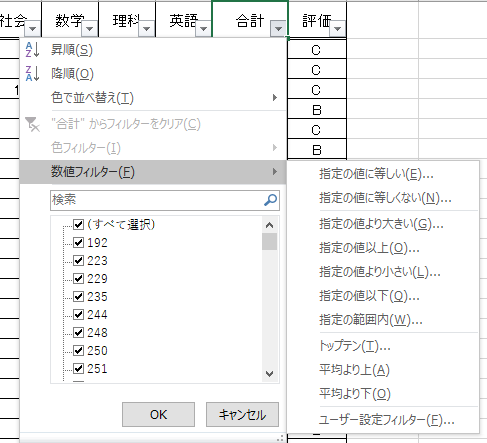 社会 数学 理科 英語 合計 評価
昇順(S)
降順(O)
色で並べ替え(T)
"合計" からフィルターをクリア(C)
色フィルター(I)
数値フィルター(F)
検索
(すべて選択)
192
223
229
235
244
248
250
251
OK キャンセル
C
C
C
B
C
B
指定の値に等しい(E)...
指定の値に等しくない(N)...
指定の値より大きい(G)...
指定の値以上(O)...
指定の値より小さい(L)...
指定の値以下(Q)...
指定の範囲内(W)...
トップテン(T)...
平均より上(A)
平均より下(O)
ユーザー設定フィルター(F)...
C